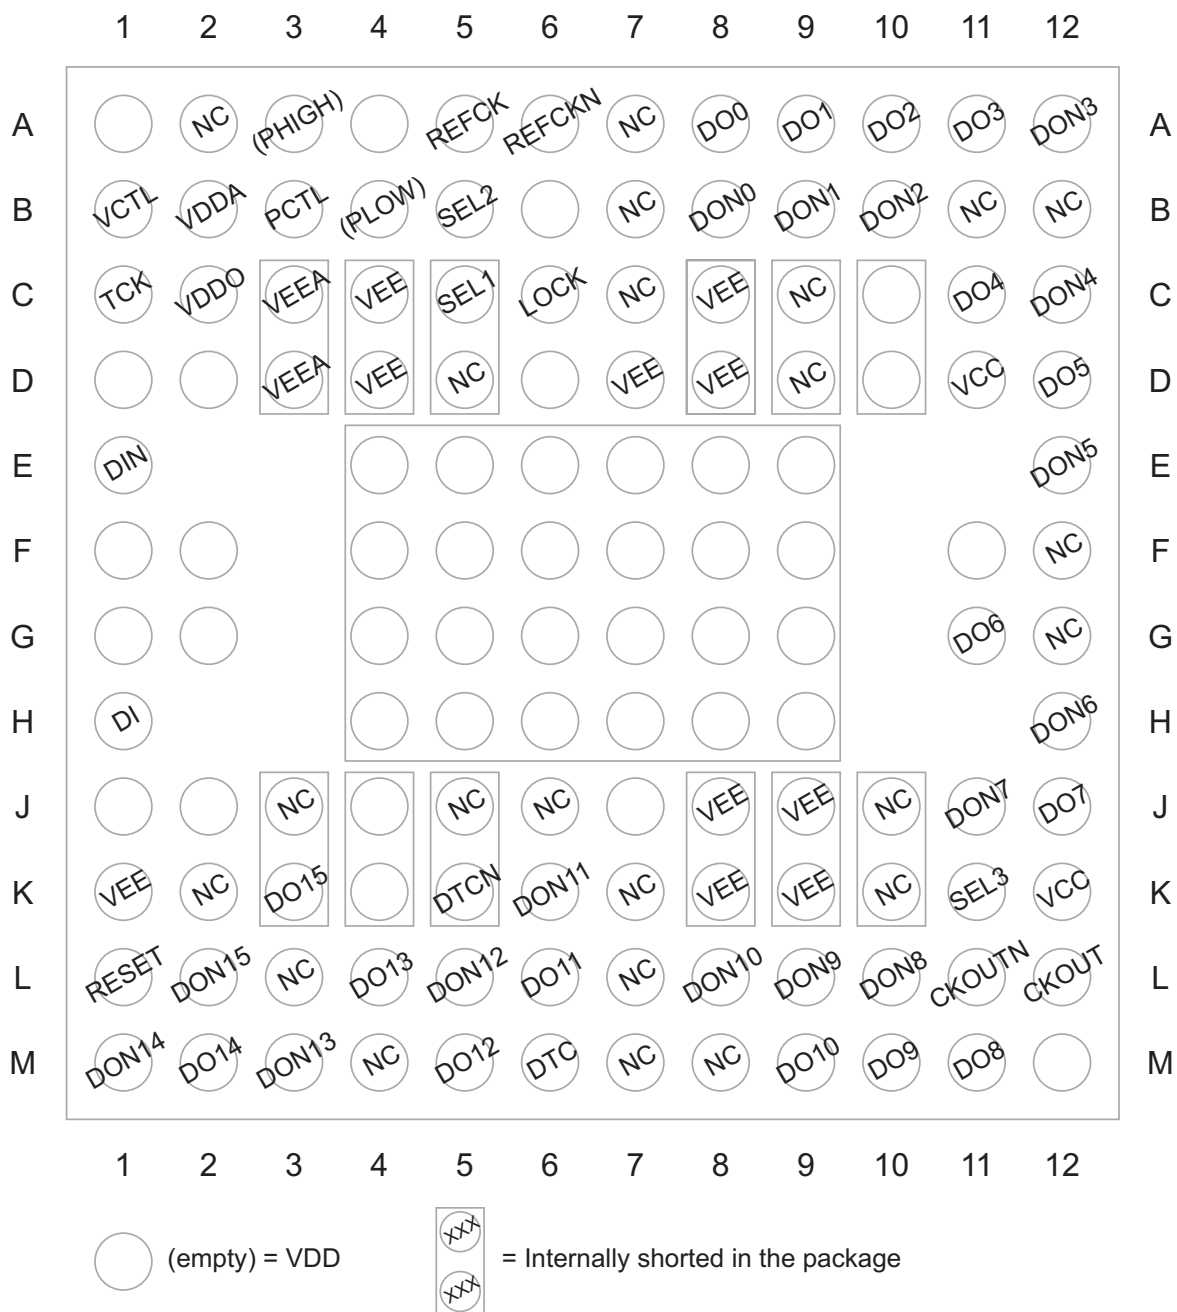 1 2 3 4 5 6 7 8 9 10 11 12
A NC (PHIGH) REFCK REFCKN NC DO0 DO1 DO2 DO3 DON3 A
B VCTL VDDA PCTL (PLOW) SEL2 NC DON0 DON1 DON2 NC NC B
C TCK VDDO VEEA VEE SEL1 LOCK NC VEE NC DO4 DON4 C
D VEEA VEE NC VEE VEE NC VCC DO5 D
E DIN DON5 E
F NC F
G DO6 NC G
H DI DON6 H
J NC NC NC VEE VEE NC DON7 DO7 J
K VEE NC DO15 DTCN DON11 NC VEE VEE NC SEL3 VCC K
L RESET DON15 NC DO13 DON12 DO11 NC DON10 DON9 DON8 CKOUTN CKOUT L
M DON14 DO14 DON13 NC DO12 DTC NC NC DO10 DO9 DO8 M
1 2 3 4 5 6 7 8 9 10 11 12
(empty) = VDD
XXX
= Internally shorted in the package
XXX